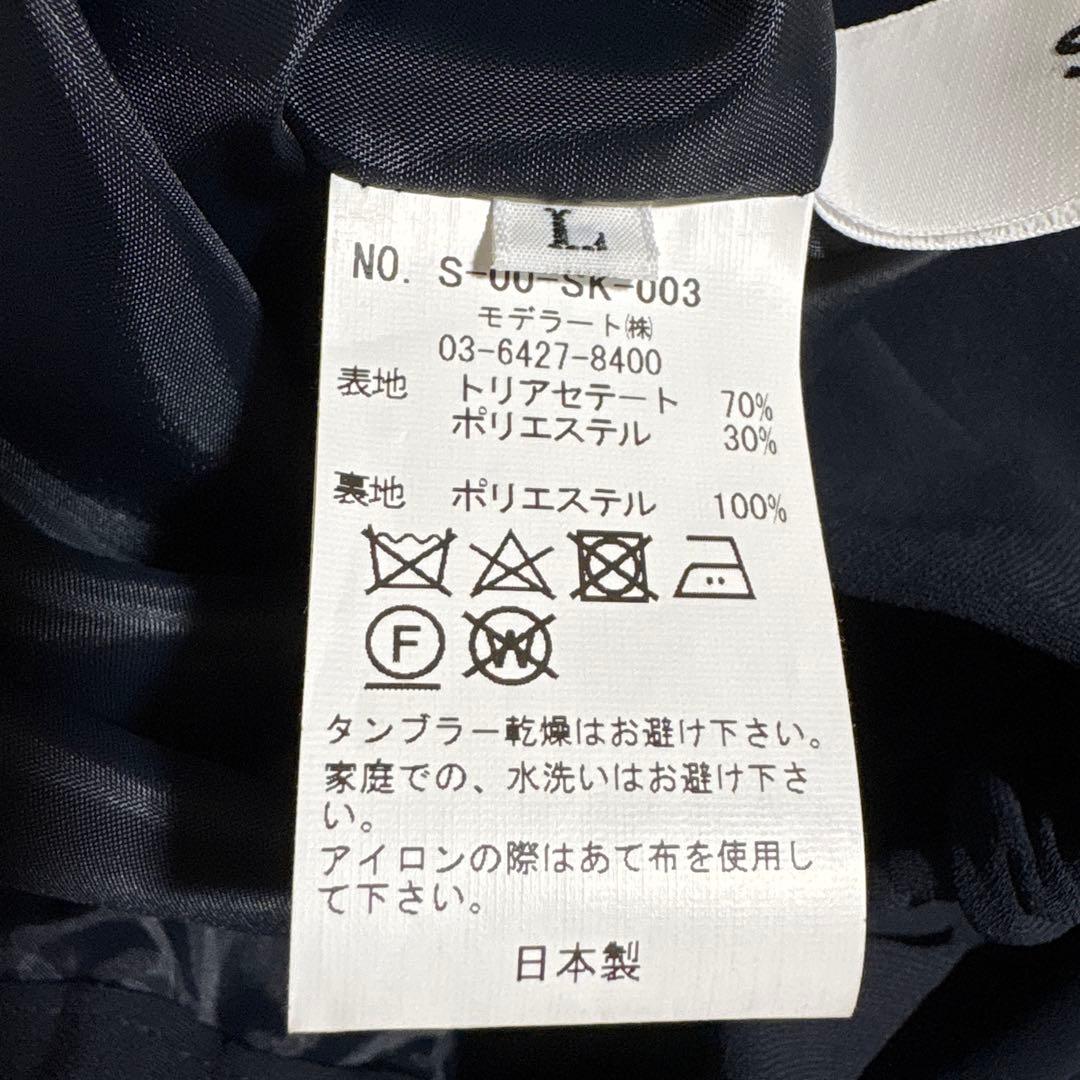 L
NO. S-00-SK-003
モデラート㈱
03-6427-8400
表地 トリアセテート 70%
ポリエステル 30%
裏地 ポリエステル 100%
F W
タンブラー乾燥はお避け下さい。
家庭での、水洗いはお避け下さ
い。
アイロンの際はあて布を使用し
て下さい。
日本製